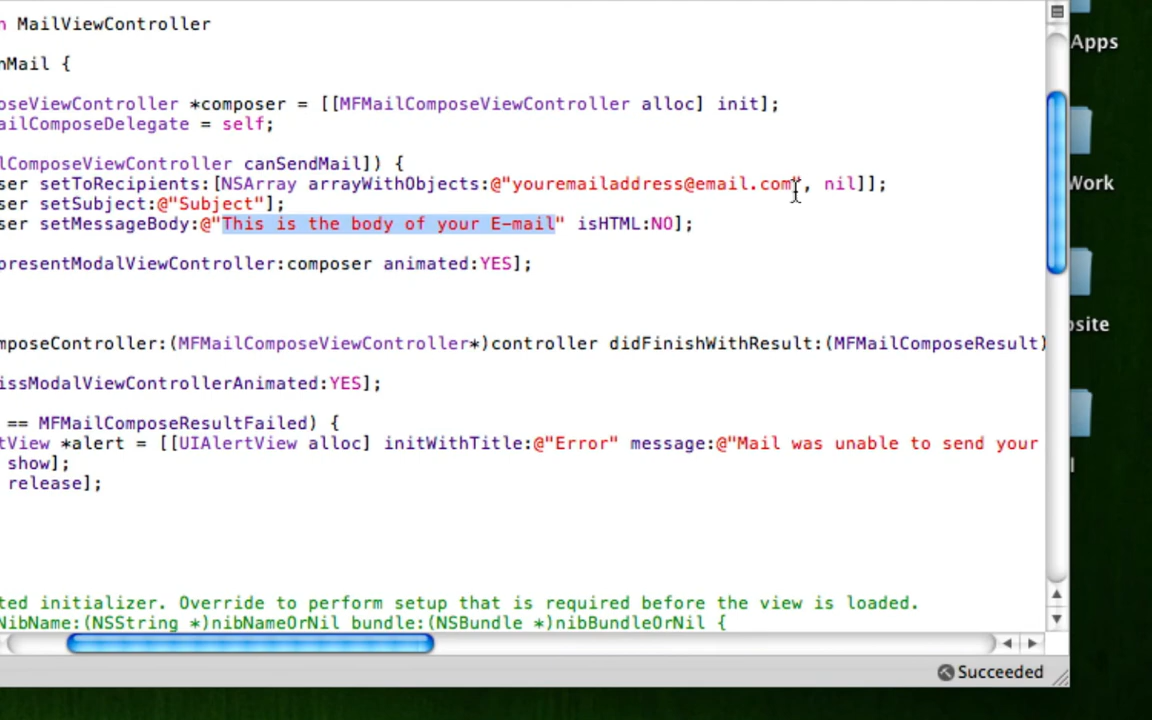 n MailViewController
nMail {
oseViewController *composer = [[MFMailComposeViewController alloc] init];
ailComposeDelegate = self;
lComposeViewController canSendMail]) {
ser setToRecipients:[NSArray arrayWithObjects:@"youremailaddress@email.com", nil]];
ser setSubject:@"Subject"];
ser setMessageBody:@"This is the body of your E-mail" isHTML:NO];
presentModalViewController:composer animated:YES];
mposeController:(MFMailComposeViewController*)controller didFinishWithResult:(MFMailComposeResult)
issModalViewControllerAnimated:YES];
== MFMailComposeResultFailed) {
tView *alert = [[UIAlertView alloc] initWithTitle:@"Error" message:@"Mail was unable to send your
show];
release];
ted initializer. Override to perform setup that is required before the view is loaded.
NibName:(NSString *)nibNameOrNil bundle:(NSBundle *)nibBundleOrNil {
Succeeded
Apps
Work
site
l